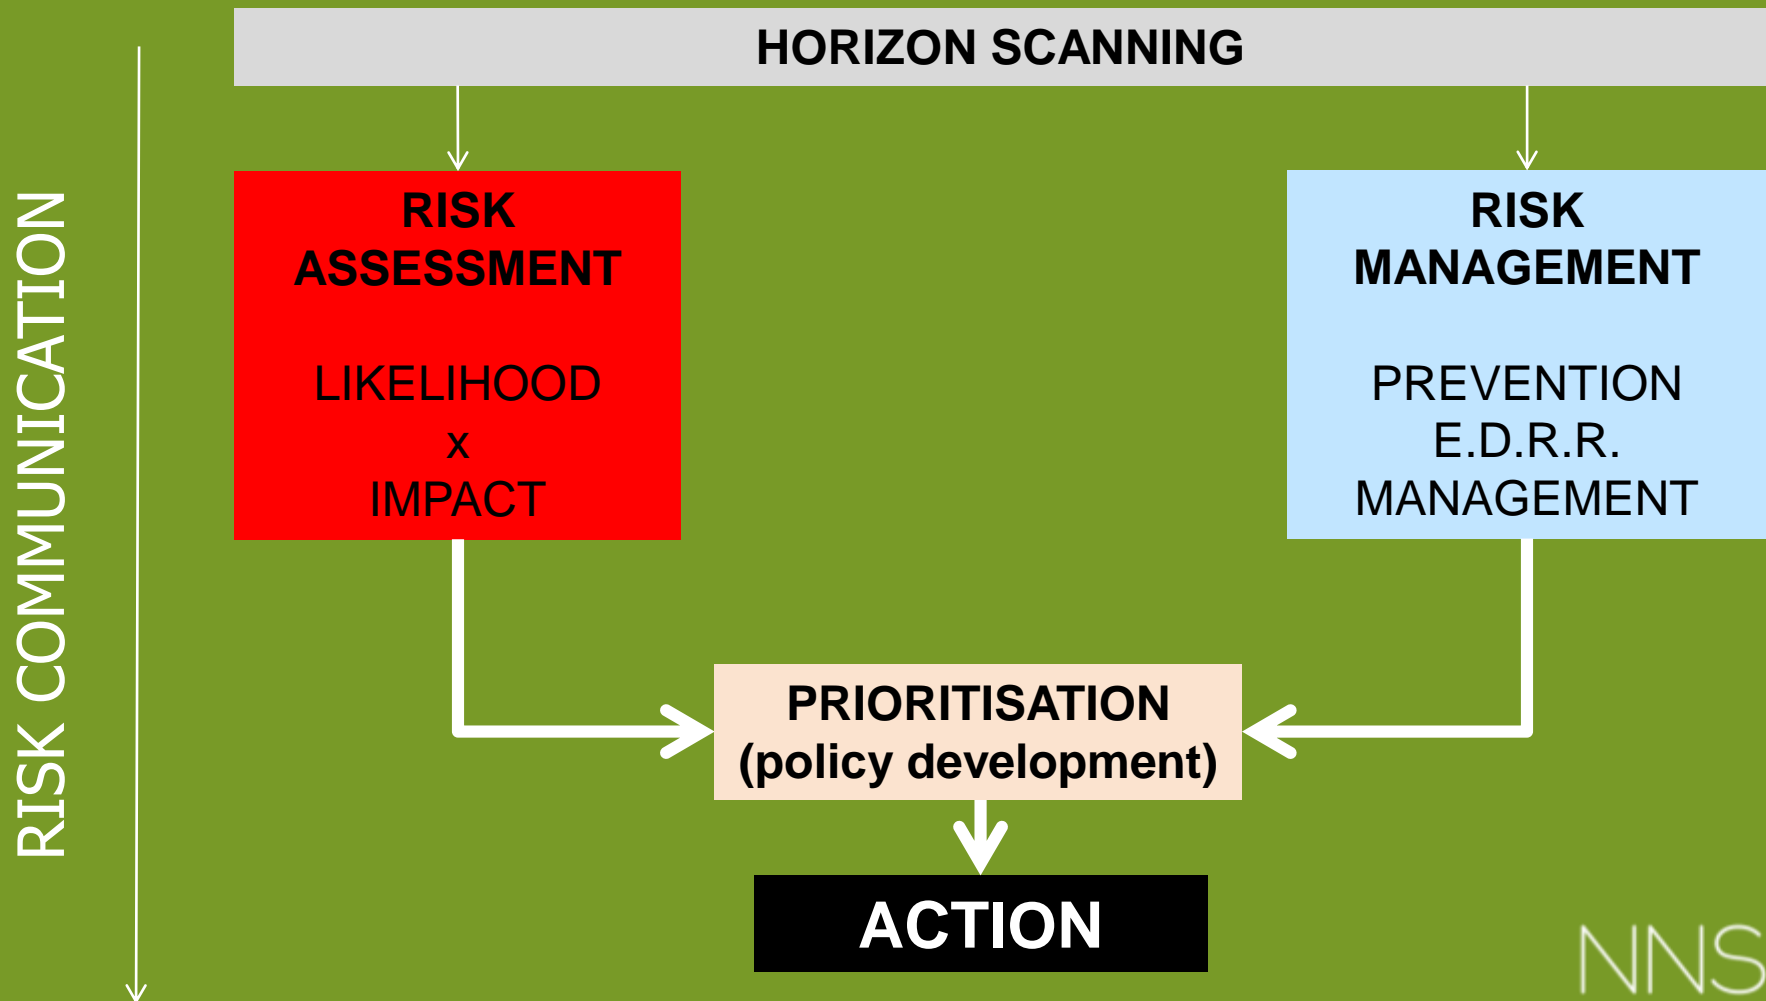 HORIZON SCANNING
RISK COMMUNICATION
RISK
ASSESSMENT
LIKELIHOOD
x
IMPACT
RISK
MANAGEMENT
PREVENTION
E.D.R.R.
MANAGEMENT
PRIORITISATION
(policy development)
ACTION
NNS